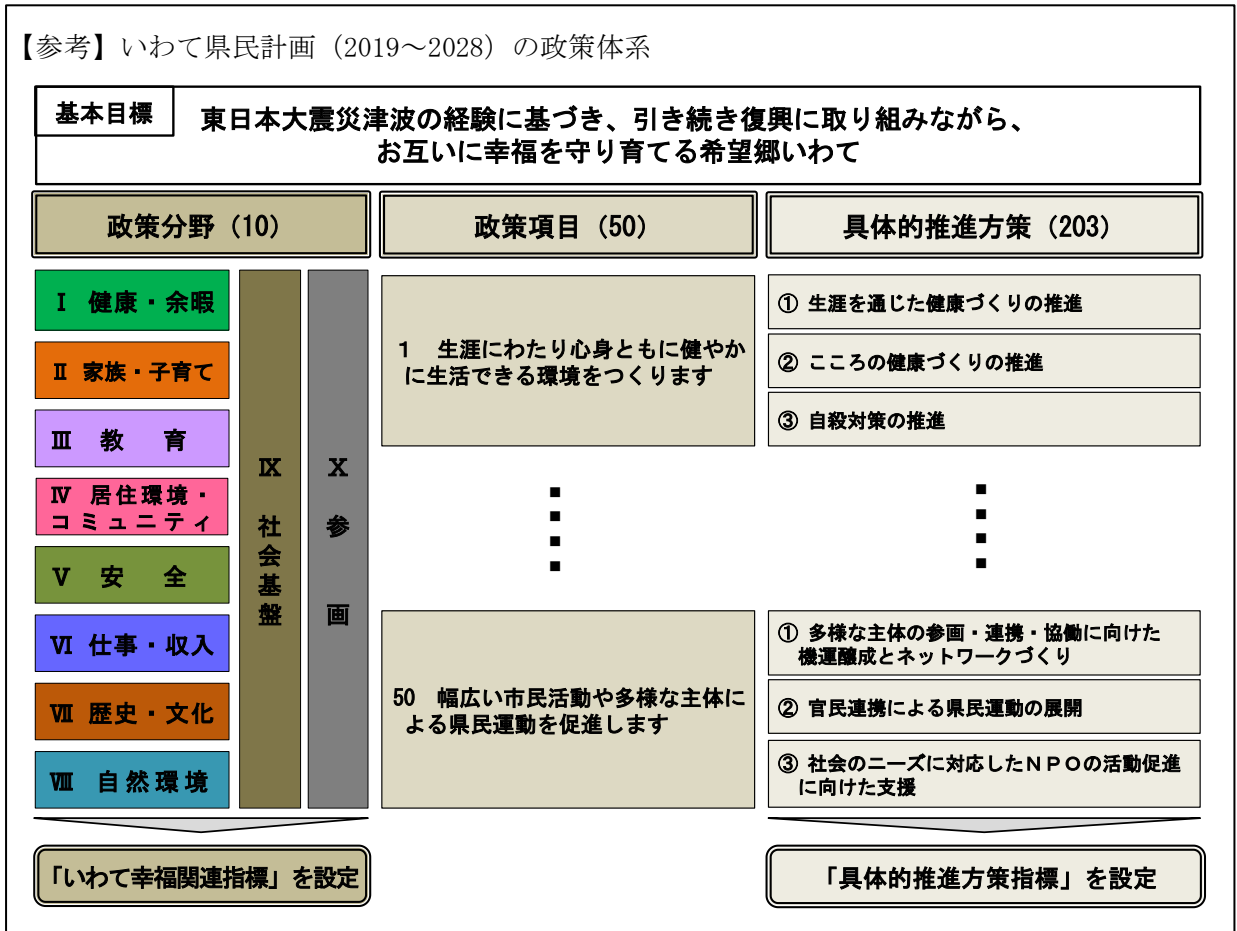 【参考】いわて県民計画（2019～2028）の政策体系
基本目標
東日本大震災津波の経験に基づき、引き続き復興に取り組みながら、
お互いに幸福を守り育てる希望郷いわて
政策分野（10）
政策項目（50）
具体的推進方策（203）
Ⅰ 健康・余暇
Ⅱ 家族・子育て
Ⅲ 教 育
Ⅳ 居住環境・
コミュニティ
Ⅴ 安 全
Ⅵ 仕事・収入
Ⅶ 歴史・文化
Ⅷ 自然環境
Ⅸ 社会基盤
Ⅹ 参 画
1 生涯にわたり心身ともに健やか
に生活できる環境をつくります
50 幅広い市民活動や多様な主体に
よる県民運動を促進します
① 生涯を通じた健康づくりの推進
② こころの健康づくりの推進
③ 自殺対策の推進
① 多様な主体の参画・連携・協働に向けた
機運醸成とネットワークづくり
② 官民連携による県民運動の展開
③ 社会のニーズに対応したＮＰＯの活動促進
に向けた支援
「いわて幸福関連指標」を設定
「具体的推進方策指標」を設定